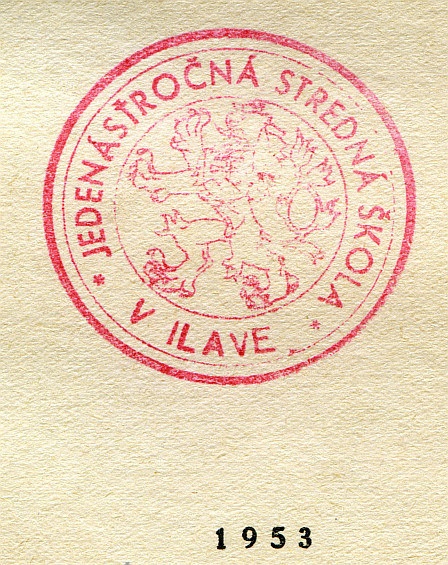 * JEDENÁSŤROČNÁ STREDNÁ ŠKOLA *
V ILAVE
1953